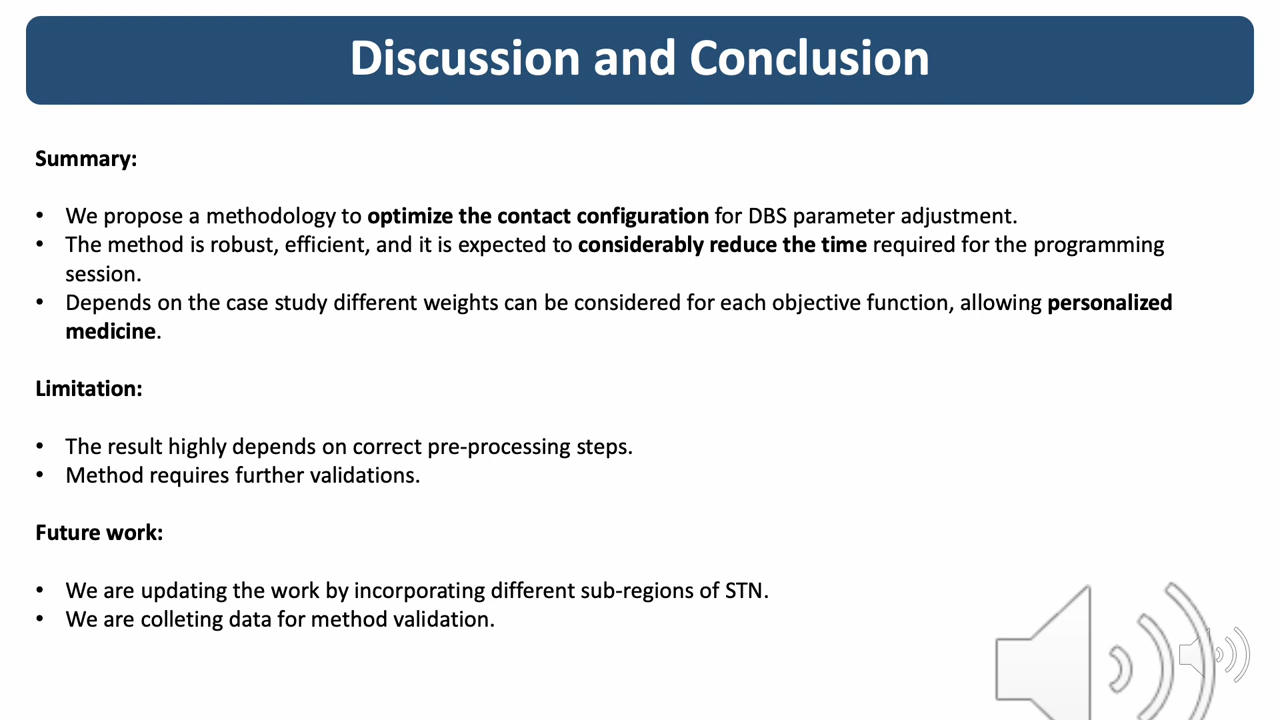 Discussion and Conclusion
Summary:
• We propose a methodology to optimize the contact configuration for DBS parameter adjustment.
• The method is robust, efficient, and it is expected to considerably reduce the time required for the programming
session.
• Depends on the case study different weights can be considered for each objective function, allowing personalized
medicine.
Limitation:
• The result highly depends on correct pre-processing steps.
• Method requires further validations.
Future work:
• We are updating the work by incorporating different sub-regions of STN.
• We are colleting data for method validation.